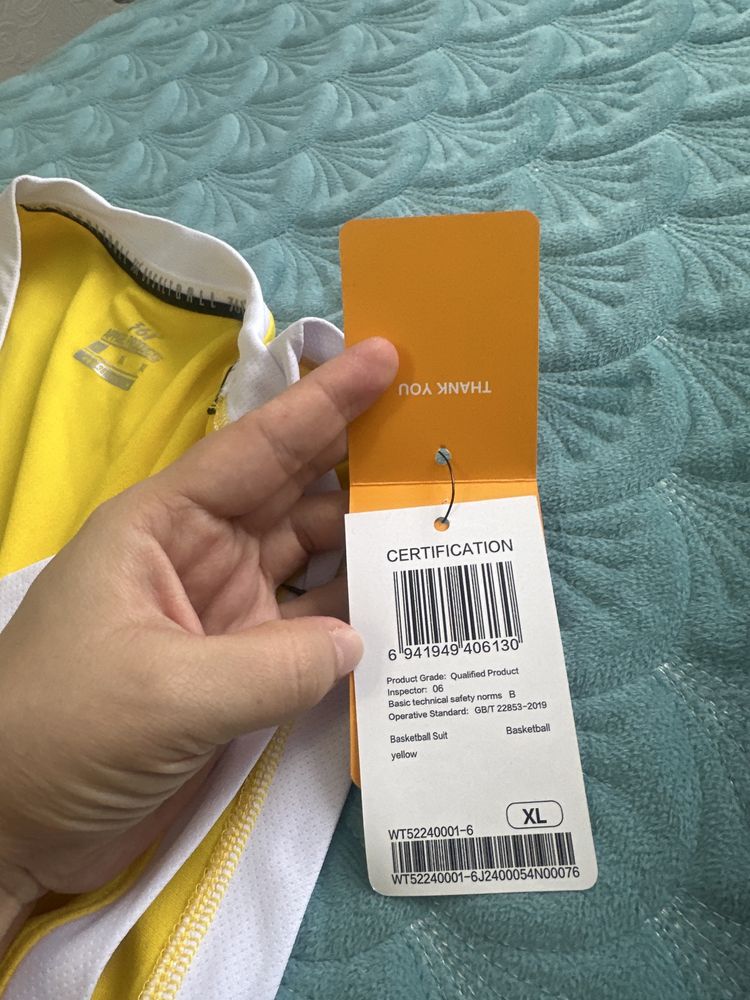 THANK YOU
CERTIFICATION
6 941949 406130
Product Grade: Qualified Product
Inspector: 06
Basic technical safety norms B
Operative Standard: GB/T 22853-2019
Basketball Suit Basketball
yellow
XL
WT52240001-6
WT52240001-6J2400054N00076